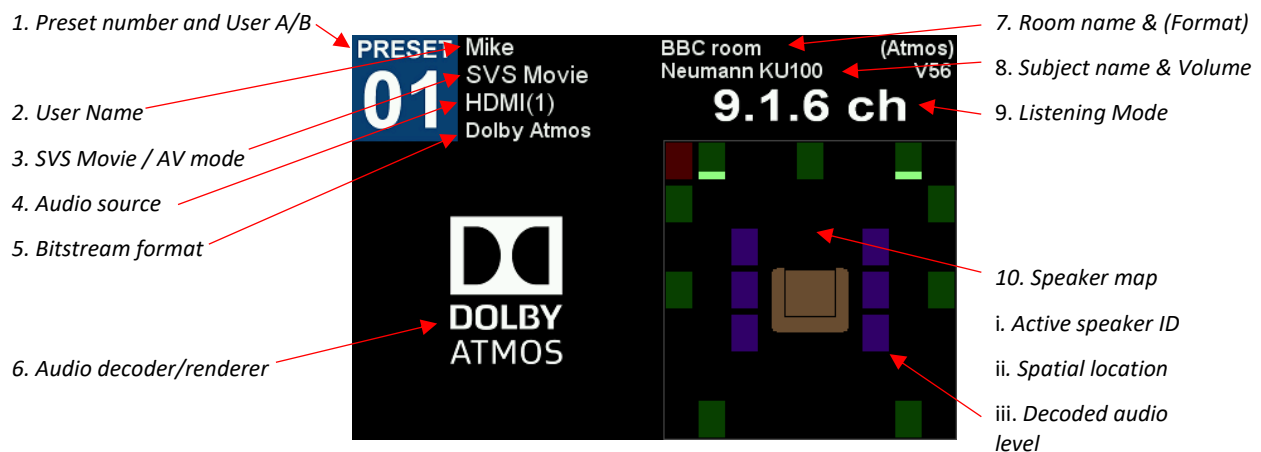 1. Preset number and User A/B
2. User Name
3. SVS Movie / AV mode
4. Audio source
5. Bitstream format
6. Audio decoder/renderer
PRESET
01
Mike
SVS Movie
HDMI(1)
Dolby Atmos
DOLBY
ATMOS
BBC room (Atmos)
Neumann KU100 V56
9.1.6 ch
7. Room name & (Format)
8. Subject name & Volume
9. Listening Mode
10. Speaker map
i. Active speaker ID
ii. Spatial location
iii. Decoded audio
level